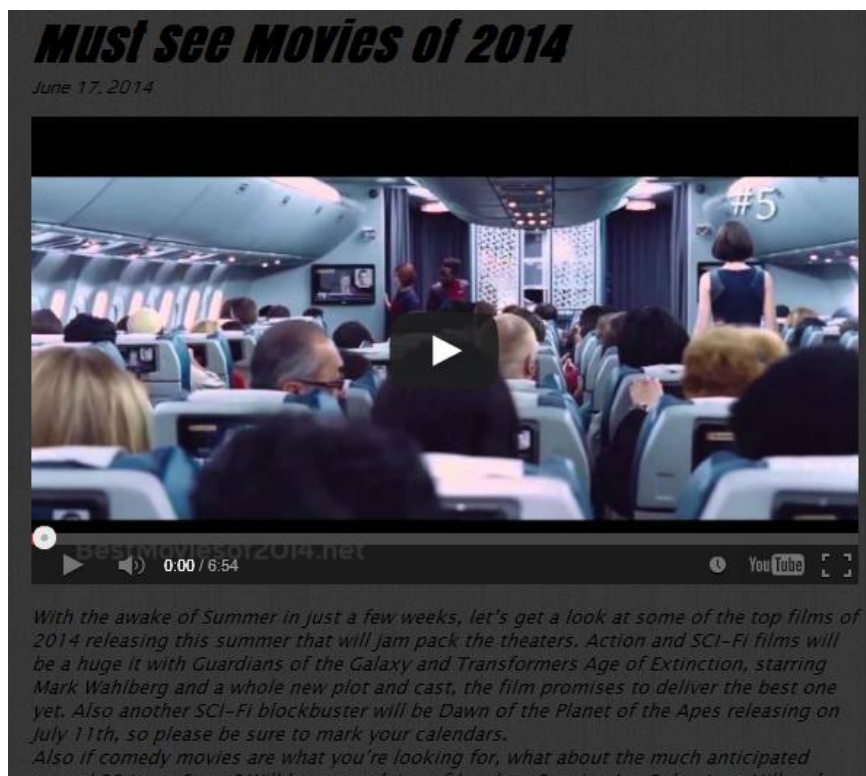 Must See Movies of 2014
June 17, 2014
#5
BestMoviesof2014.net
0:00 / 6:54
YouTube
With the awake of Summer in just a few weeks, let's get a look at some of the top films of
2014 releasing this summer that will jam pack the theaters. Action and SCI-Fi films will
be a huge it with Guardians of the Galaxy and Transformers Age of Extinction, starring
Mark Wahlberg and a whole new plot and cast, the film promises to deliver the best one
yet. Also another SCI-Fi blockbuster will be Dawn of the Planet of the Apes releasing on
July 11th, so please be sure to mark your calendars.
Also if comedy movies are what you're looking for, what about the much anticipated